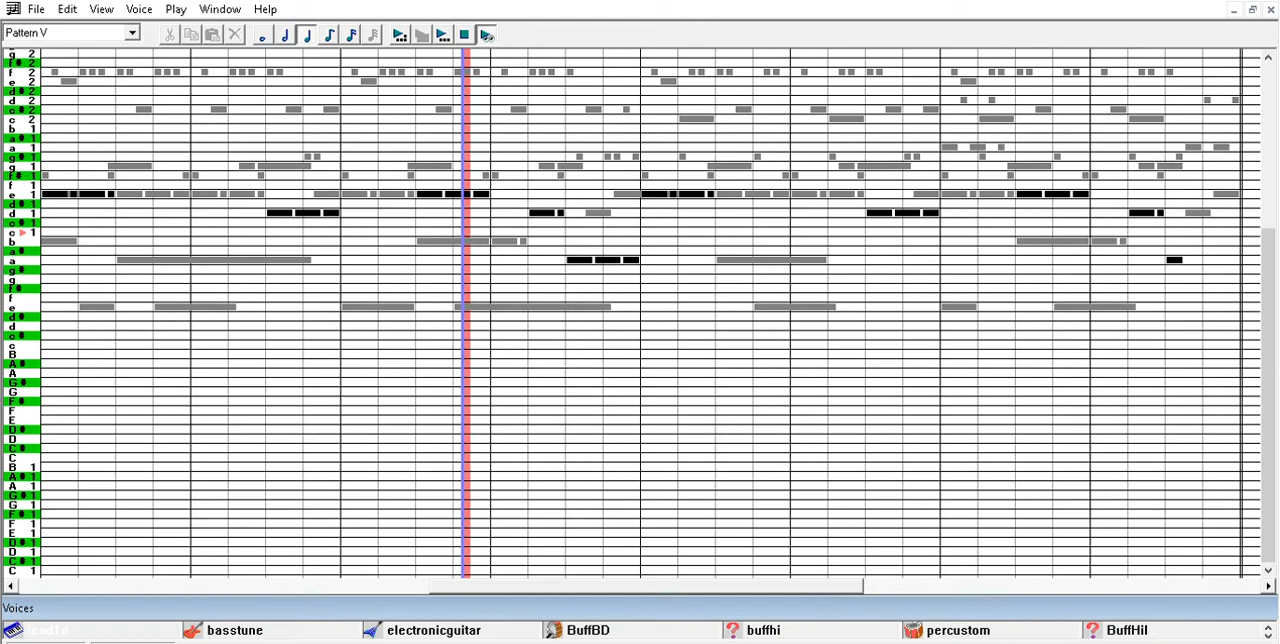 File Edit Voice Play Window Help
Pattern V
g 2
f# 2
f 2
e 2
d# 2
d 2
c# 2
c 2
b 1
a# 1
a 1
g# 1
g 1
f# 1
f 1
e 1
d# 1
d 1
c# 1
c 1
b
a#
a
g#
g
f#
f
e
d#
d
c#
c
B
A#
A
G#
G
F#
F
E
D#
D
C#
C
B 1
A# 1
A 1
G# 1
G 1
F# 1
F 1
E 1
D# 1
D 1
C# 1
C 1
Voices
basstune electronicguitar BuffBD buffhi percustom BuffHil